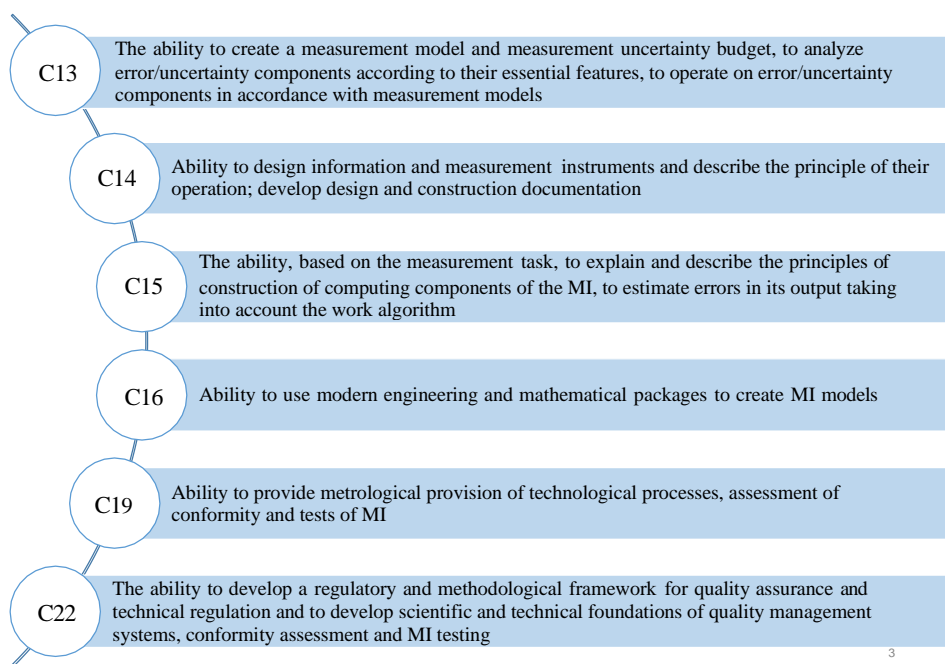 C13
The ability to create a measurement model and measurement uncertainty budget, to analyze
error/uncertainty components according to their essential features, to operate on error/uncertainty
components in accordance with measurement models
C14
Ability to design information and measurement instruments and describe the principle of their
operation; develop design and construction documentation
C15
The ability, based on the measurement task, to explain and describe the principles of
construction of computing components of the MI, to estimate errors in its output taking
into account the work algorithm
C16
Ability to use modern engineering and mathematical packages to create MI models
C19
Ability to provide metrological provision of technological processes, assessment of
conformity and tests of MI
C22
The ability to develop a regulatory and methodological framework for quality assurance and
technical regulation and to develop scientific and technical foundations of quality management
systems, conformity assessment and MI testing
3